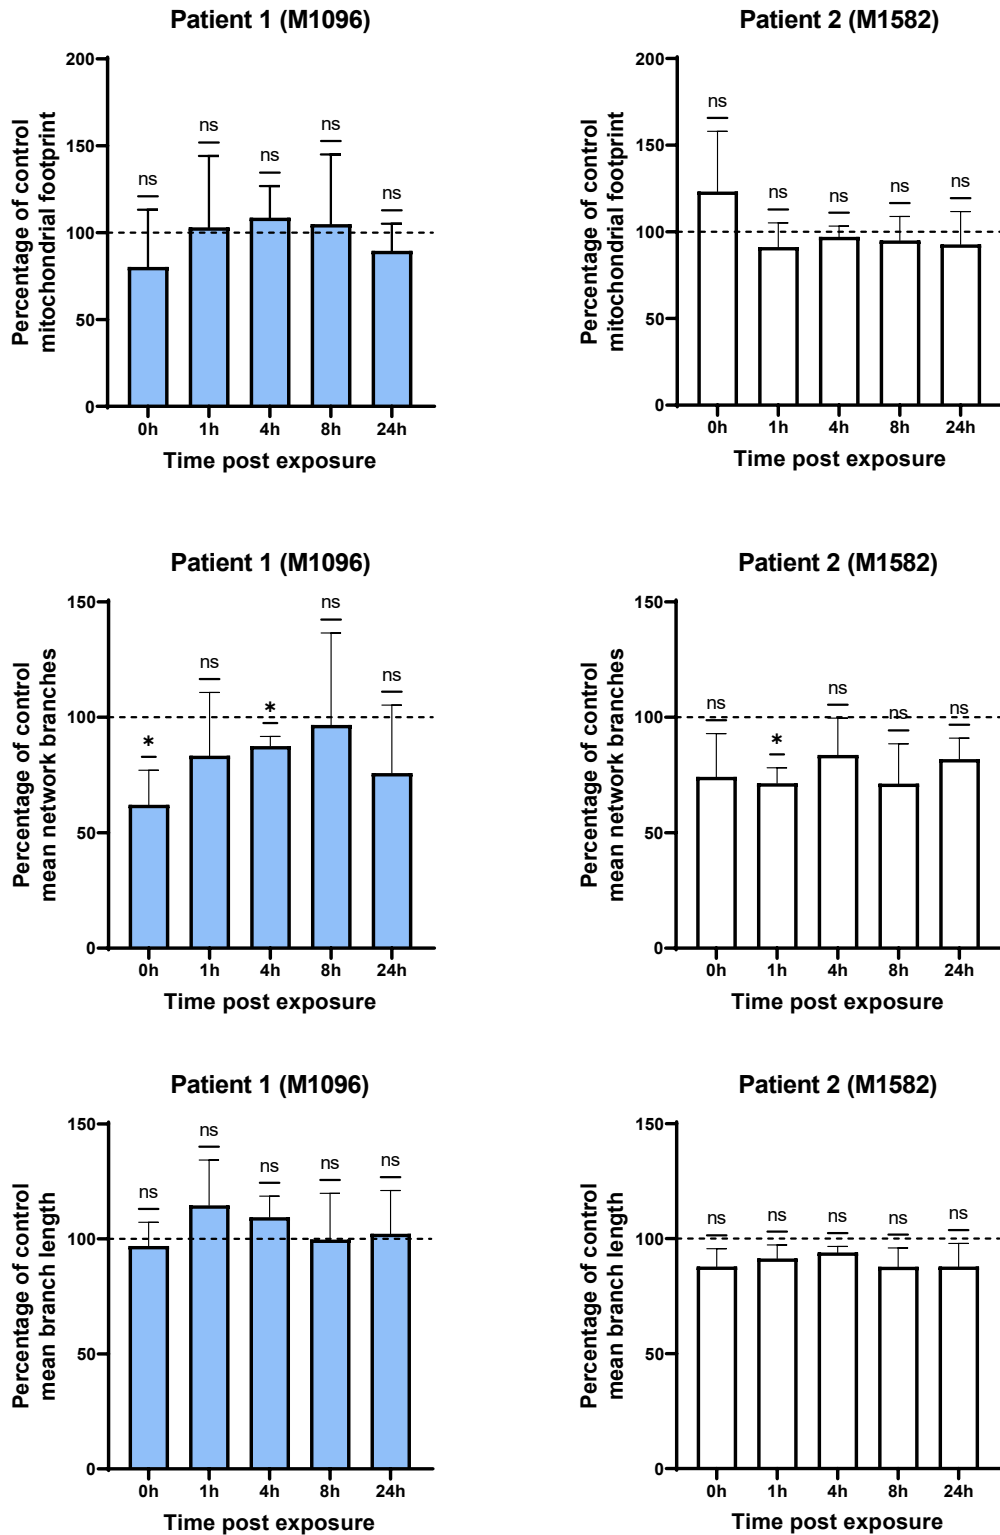 Patient 1 (M1096)
Percentage of control
mitochondrial footprint
200
150
100
50
0
ns
ns
ns
ns
ns
0h 1h 4h 8h 24h
Time post exposure
Patient 2 (M1582)
Percentage of control
mitochondrial footprint
200
150
100
50
0
ns
ns
ns
ns
ns
0h 1h 4h 8h 24h
Time post exposure
Patient 1 (M1096)
Percentage of control
mean network branches
150
100
50
0
*
ns
*
ns
ns
0h 1h 4h 8h 24h
Time post exposure
Patient 2 (M1582)
Percentage of control
mean network branches
150
100
50
0
ns
*
ns
ns
ns
0h 1h 4h 8h 24h
Time post exposure
Patient 1 (M1096)
Percentage of control
mean branch length
150
100
50
0
ns
ns
ns
ns
ns
0h 1h 4h 8h 24h
Time post exposure
Patient 2 (M1582)
Percentage of control
mean branch length
150
100
50
0
ns
ns
ns
ns
ns
0h 1h 4h 8h 24h
Time post exposure